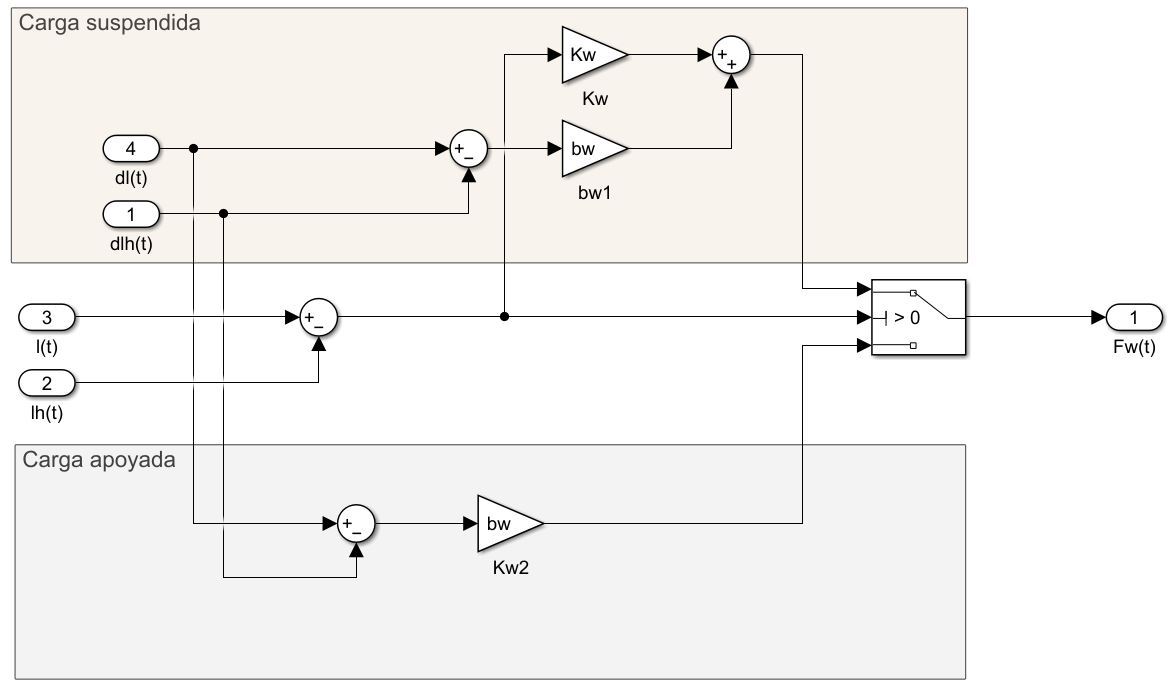 Carga suspendida
Kw
+
+
Kw
4
+
−
bw
dl(t)
bw1
1
dlh(t)
3
+
−
> 0
1
l(t)
Fw(t)
2
lh(t)
Carga apoyada
+
−
bw
Kw2